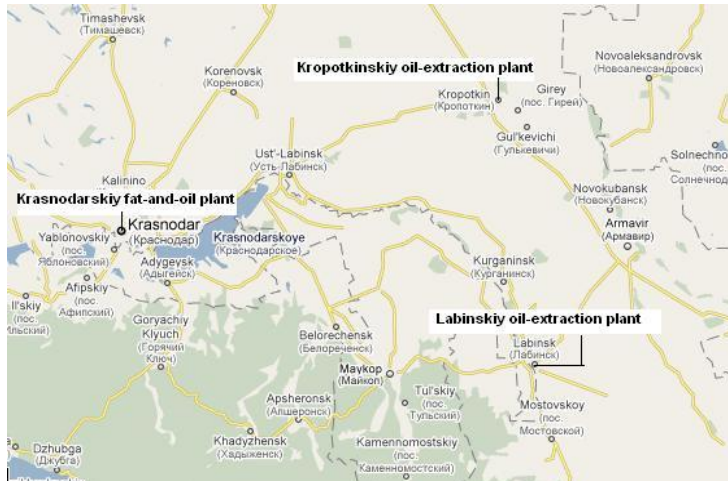 Timashevsk
(Тимашевск)
Korenovsk
(Кореновск)
Kropotkinskiy oil-extraction plant
Novoaleksandrovsk
(Новоалександровск)
Kropotkin
(Кропоткин)
Girey
(пос. Гирей)
Gul'kevichi
(Гулькевичи)
Ust'-Labinsk
(Усть-Лабинск)
Solnechno
(пос.
Солнечнод
Kalinino
Krasnodarskiy fat-and-oil plant
Novokubansk
(Новокубанск)
Krasnodar
(Краснодар)
Krasnodarskoye
(Краснодарское)
Armavir
(Армавир)
Yablonovskiy
(пос.
Яблоновский)
Adygeysk
(Адыгейск)
Kurganinsk
(Курганинск)
Afipskiy
(пос.
Афипский)
Il'skiy
(пос.
Ильский)
Goryachiy
Klyuch
(Горячий
Ключ)
Belorechensk
(Белореченск)
Labinskiy oil-extraction plant
Labinsk
(Лабинск)
Maykop
(Майкоп)
Tul'skiy
(пос.
Тульский)
Apsheronsk
(Апшеронск)
Mostovskoy
(пос.
Мостовской)
Khadyzhensk
(Хадыженск)
Kamennomostskiy
(пос.
Каменномостский)
Dzhubga
(Джубга)